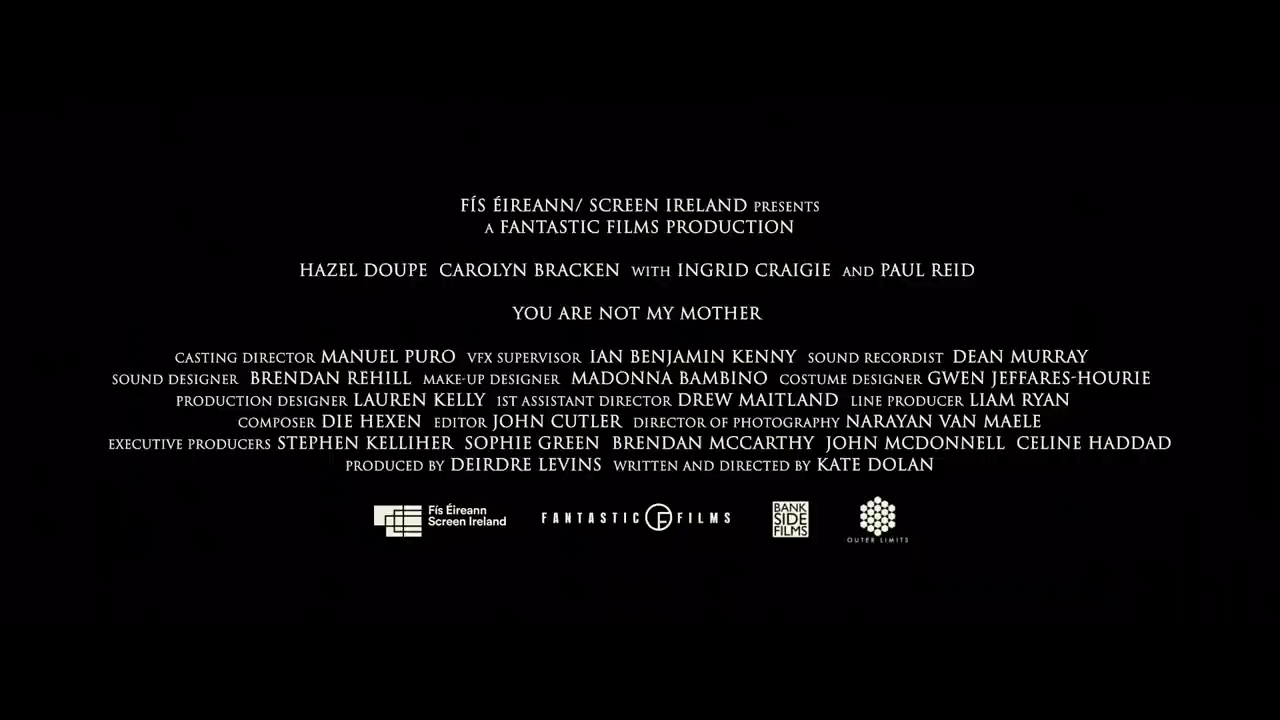 FÍS ÉIREANN/ SCREEN IRELAND PRESENTS
A FANTASTIC FILMS PRODUCTION
HAZEL DOUPE CAROLYN BRACKEN WITH INGRID CRAIGIE AND PAUL REID
YOU ARE NOT MY MOTHER
CASTING DIRECTOR MANUEL PURO VFX SUPERVISOR IAN BENJAMIN KENNY SOUND RECORDIST DEAN MURRAY
SOUND DESIGNER BRENDAN REHILL MAKE-UP DESIGNER MADONNA BAMBINO COSTUME DESIGNER GWEN JEFFARES-HOURIE
PRODUCTION DESIGNER LAUREN KELLY 1ST ASSISTANT DIRECTOR DREW MAITLAND LINE PRODUCER LIAM RYAN
COMPOSER DIE HEXEN EDITOR JOHN CUTLER DIRECTOR OF PHOTOGRAPHY NARAYAN VAN MAELE
EXECUTIVE PRODUCERS STEPHEN KELLIHER SOPHIE GREEN BRENDAN MCCARTHY JOHN MCDONNELL CELINE HADDAD
PRODUCED BY DEIRDRE LEVINS WRITTEN AND DIRECTED BY KATE DOLAN
Fís Éireann
Screen Ireland
FANTASTIC F FILMS
BANK
SIDE
FILMS
OUTER LIMITS